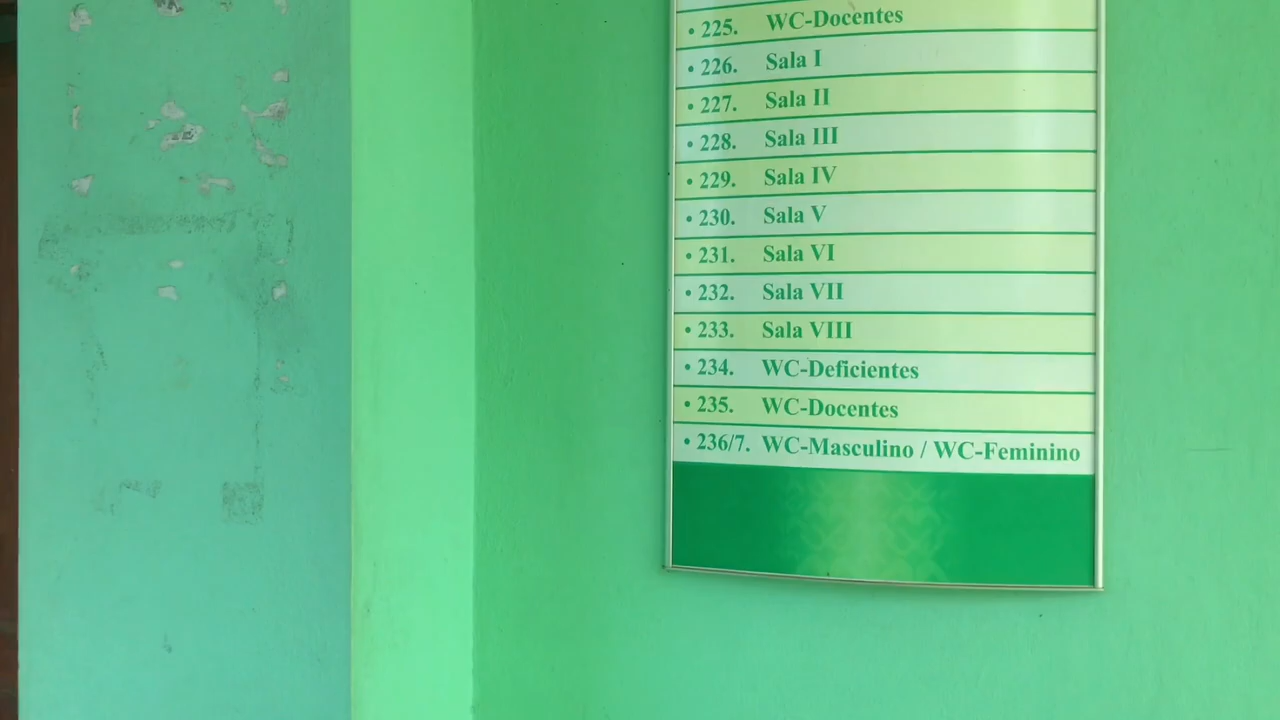 • 225. WC-Docentes
• 226. Sala I
• 227. Sala II
• 228. Sala III
• 229. Sala IV
• 230. Sala V
• 231. Sala VI
• 232. Sala VII
• 233. Sala VIII
• 234. WC-Deficientes
• 235. WC-Docentes
• 236/7. WC-Masculino / WC-Feminino